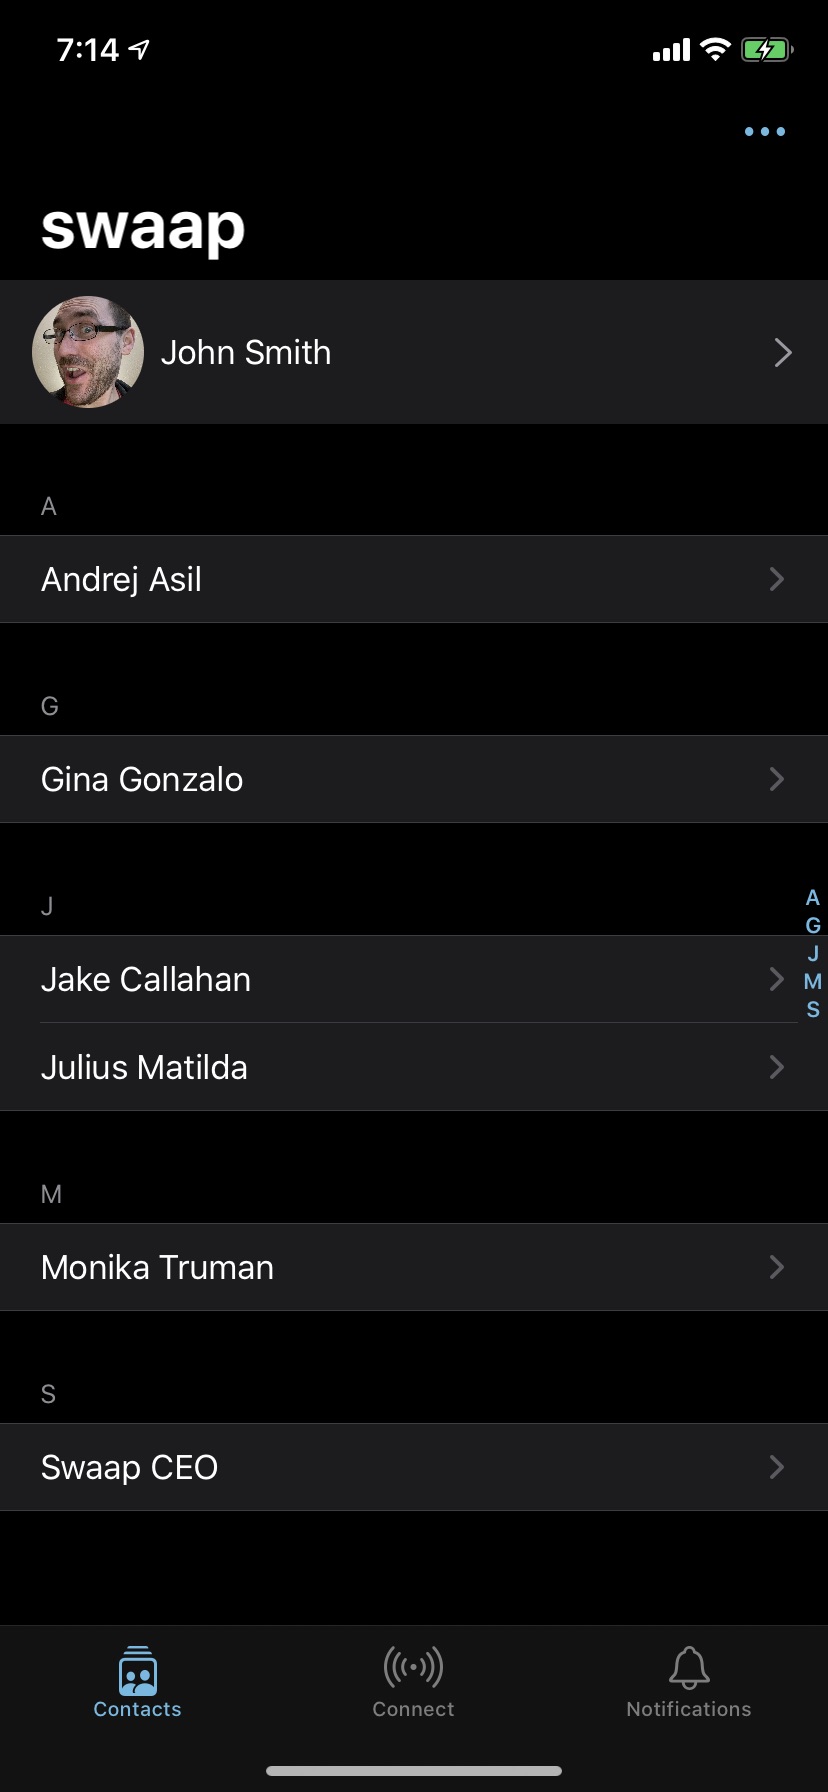 7:14
swaap
John Smith
A
Andrej Asil
G
Gina Gonzalo
J
Jake Callahan
Julius Matilda
M
Monika Truman
S
Swaap CEO
A
G
J
M
S
Contacts
Connect
Notifications